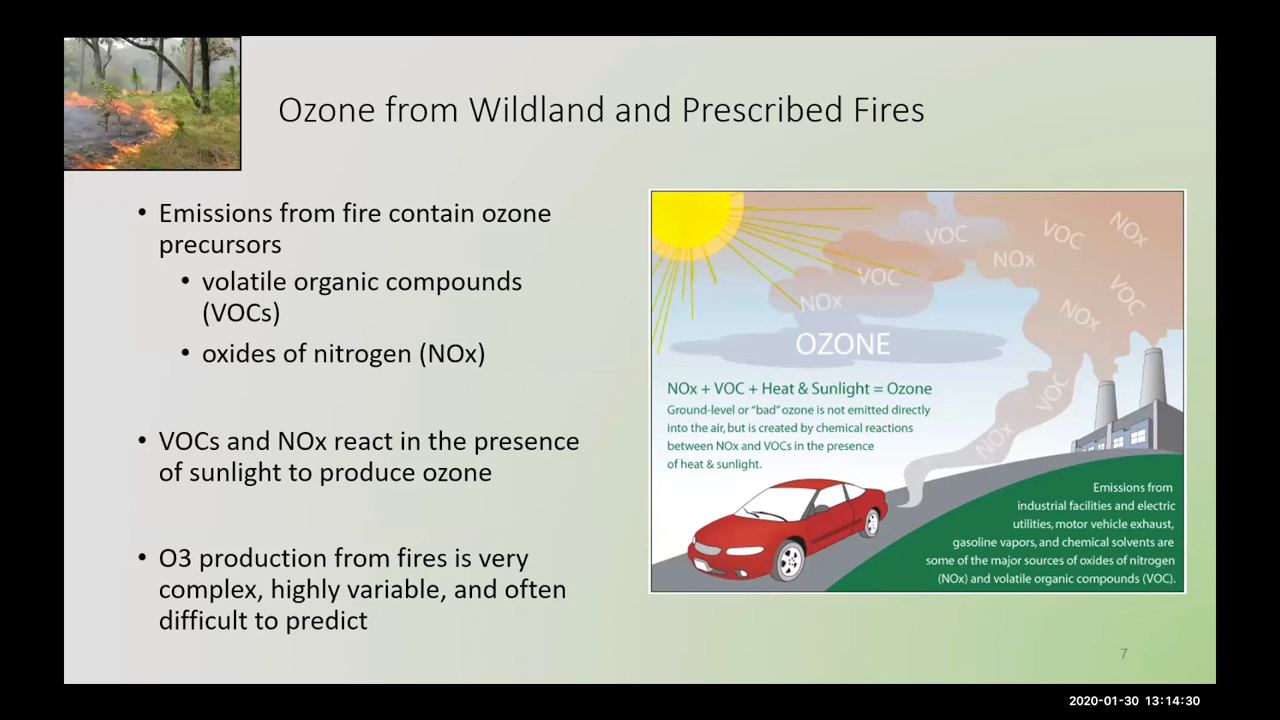 Ozone from Wildland and Prescribed Fires
• Emissions from fire contain ozone
precursors
• volatile organic compounds
(VOCs)
• oxides of nitrogen (NOx)
• VOCs and NOx react in the presence
of sunlight to produce ozone
• O3 production from fires is very
complex, highly variable, and often
difficult to predict
VOC
VOC
NOx
NOx
VOC
VOC
NOx
NOx
OZONE
VOC
NOx
NOx + VOC + Heat & Sunlight = Ozone
Ground-level or "bad" ozone is not emitted directly
into the air, but is created by chemical reactions
between NOx and VOCs in the presence
of heat & sunlight.
Emissions from
industrial facilities and electric
utilities, motor vehicle exhaust,
gasoline vapors, and chemical solvents are
some of the major sources of oxides of nitrogen
(NOx) and volatile organic compounds (VOC).
7
2020-01-30 13:14:30